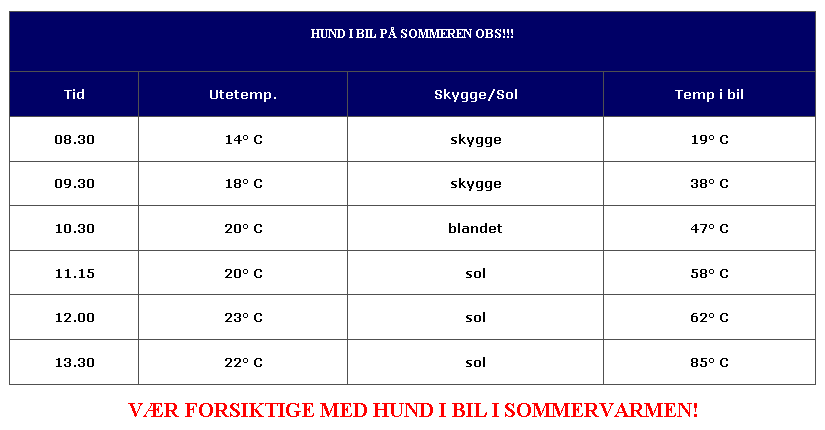 HUND I BIL PÅ SOMMEREN OBS!!!
Tid Utetemp. Skygge/Sol Temp i bil
08.30 14° C skygge 19° C
09.30 18° C skygge 38° C
10.30 20° C blandet 47° C
11.15 20° C sol 58° C
12.00 23° C sol 62° C
13.30 22° C sol 85° C
VÆR FORSIKTIGE MED HUND I BIL I SOMMERVARMEN!